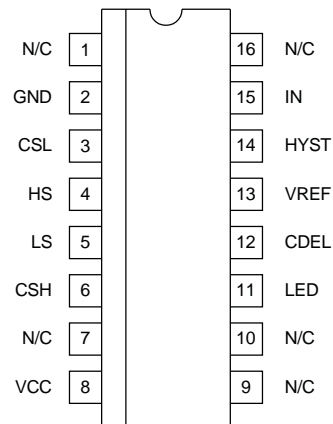 N/C 1 16 N/C
GND 2 15 IN
CSL 3 14 HYST
HS 4 13 VREF
LS 5 12 CDEL
CSH 6 11 LED
N/C 7 10 N/C
VCC 8 9 N/C